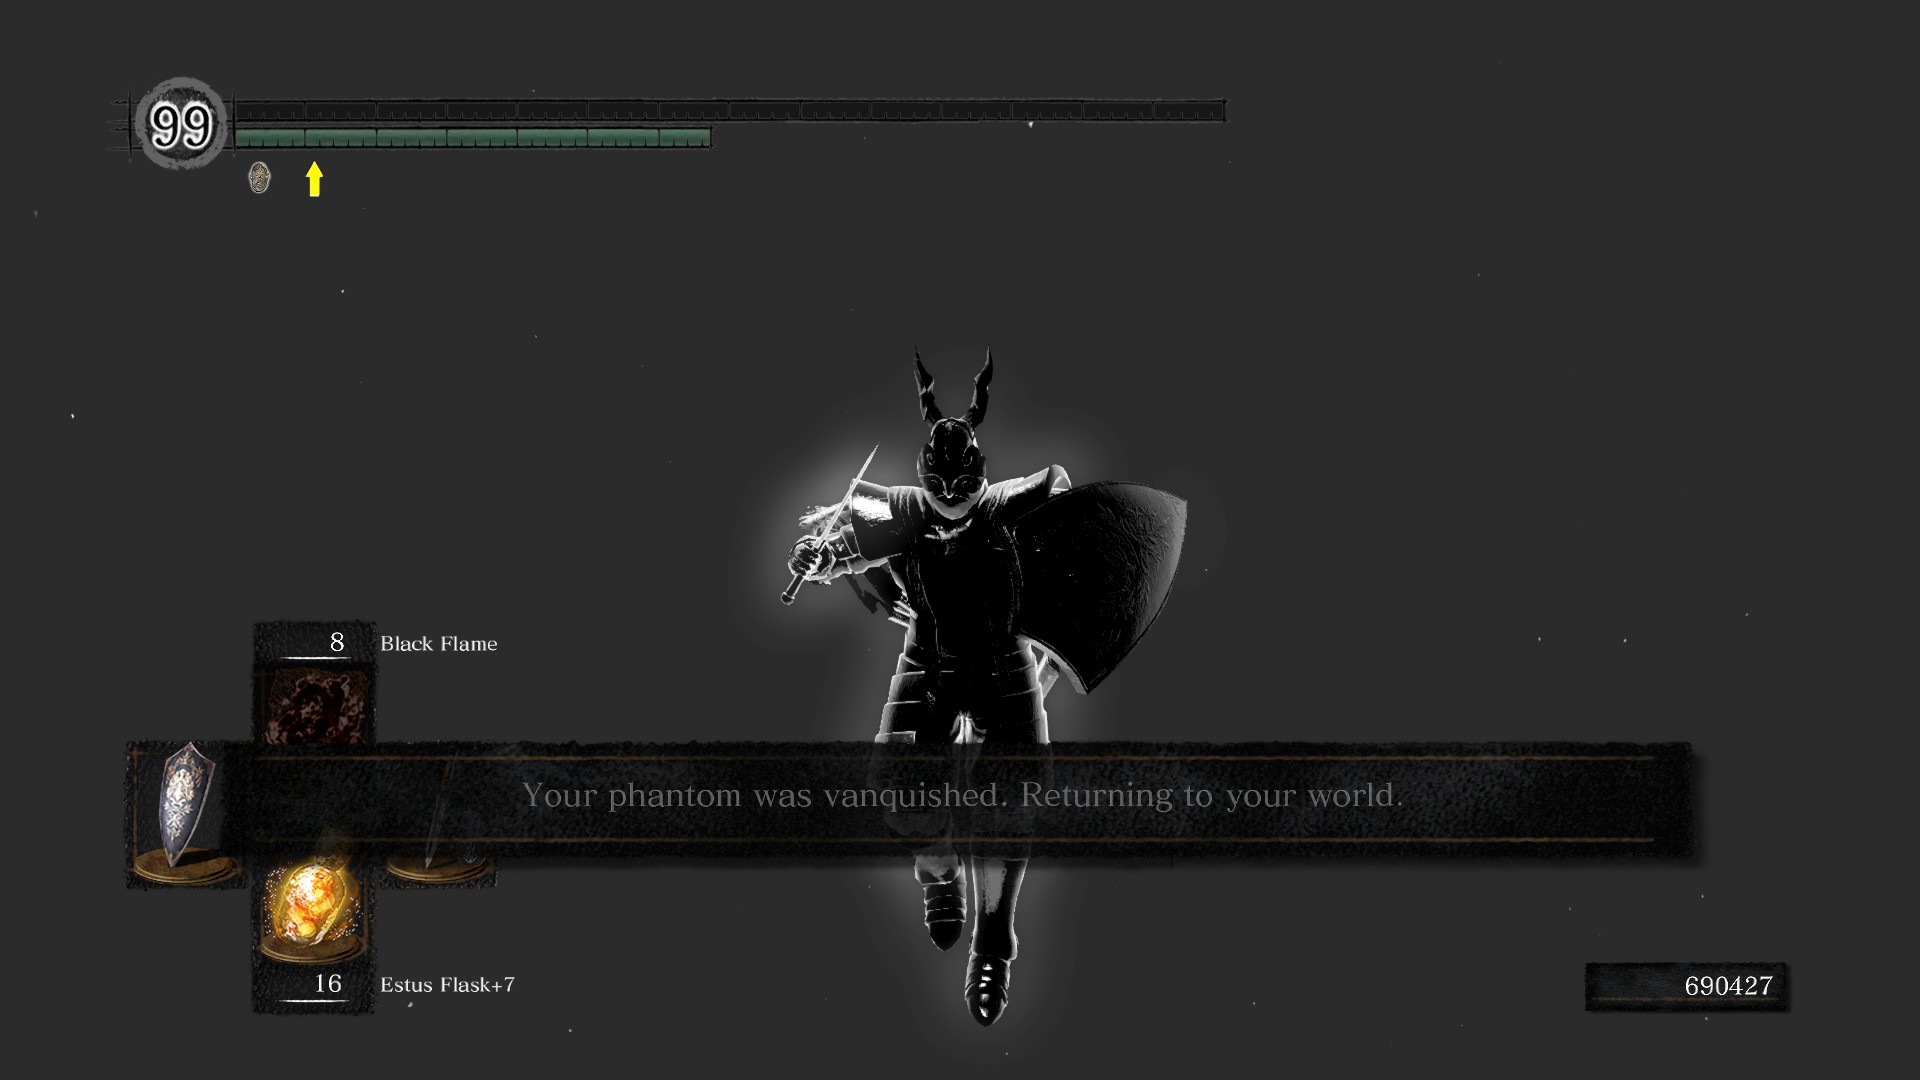 99
8 Black Flame
Your phantom was vanquished. Returning to your world.
16 Estus Flask+7
690427